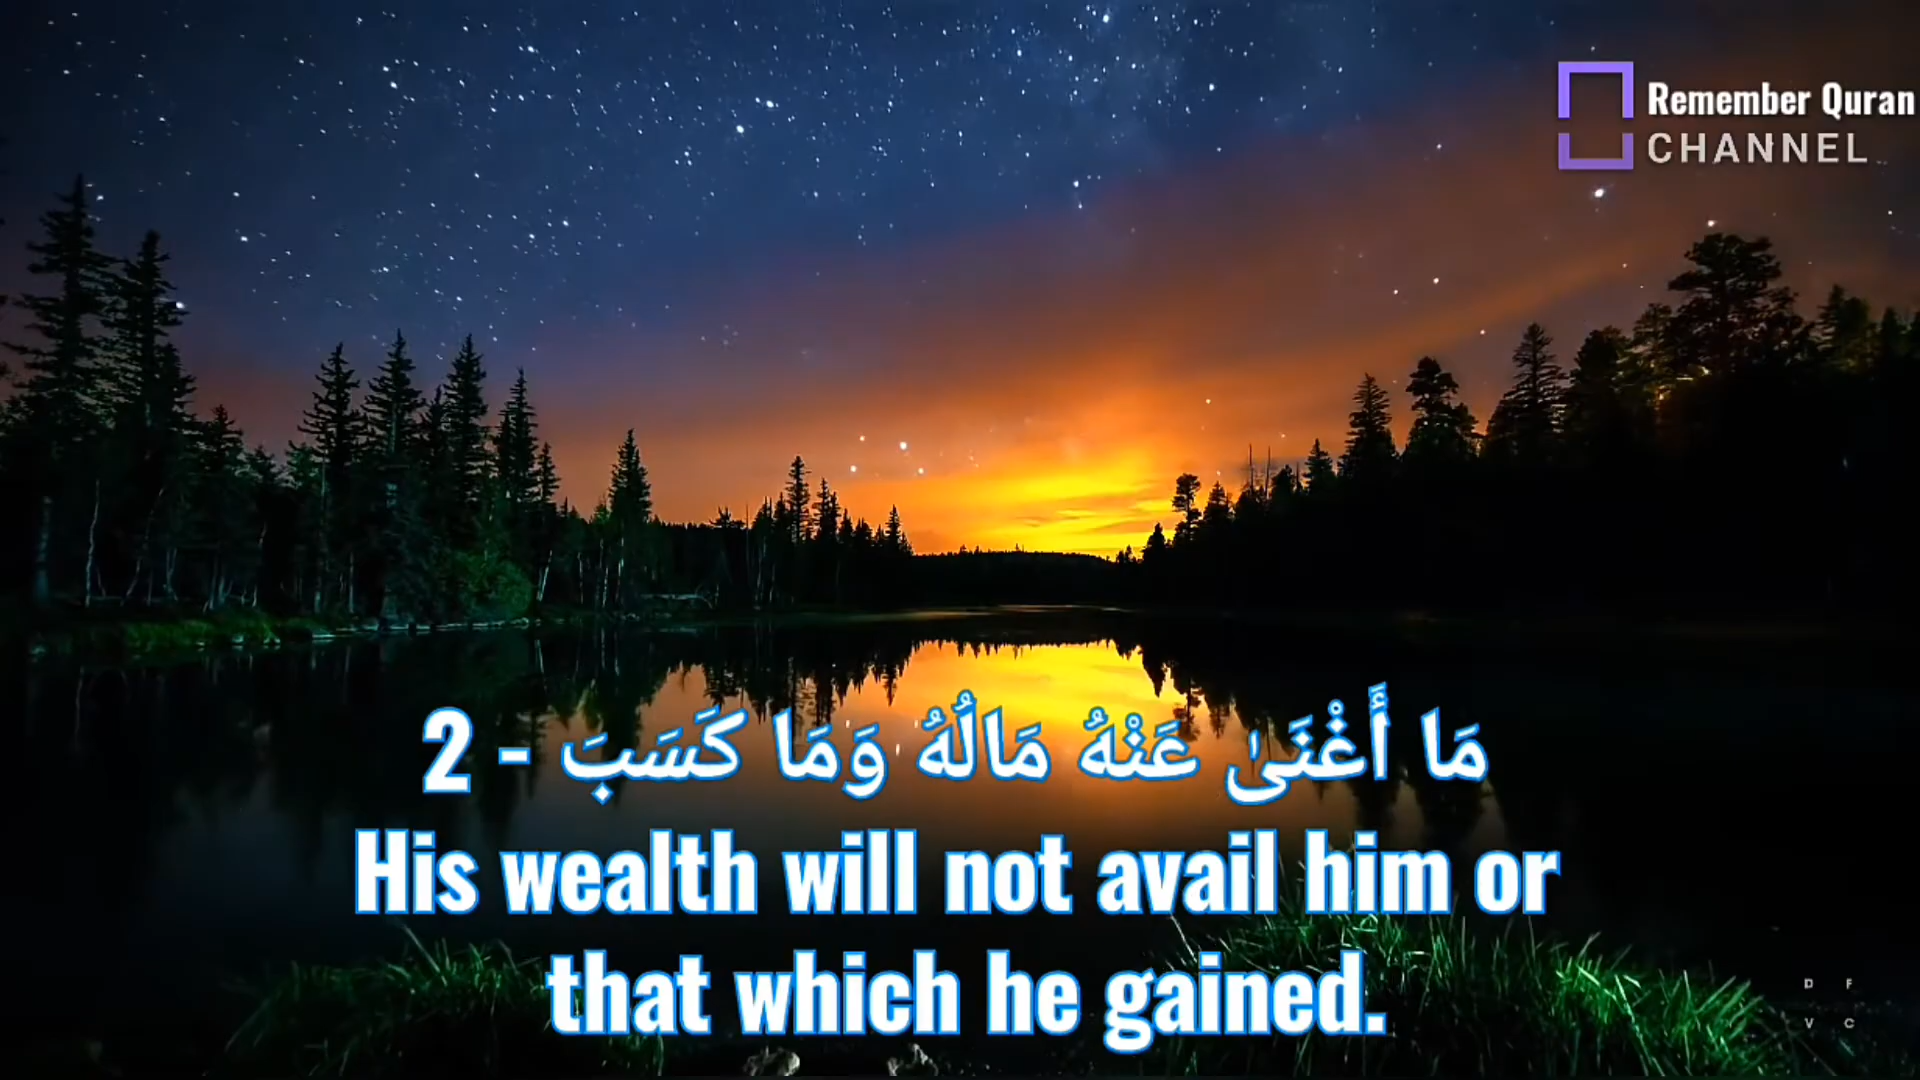 Remember Quran
CHANNEL
مَا أَغْنَىٰ عَنْهُ مَالُهُ وَمَا كَسَبَ - 2
His wealth will not avail him or
that which he gained.
D F
V C